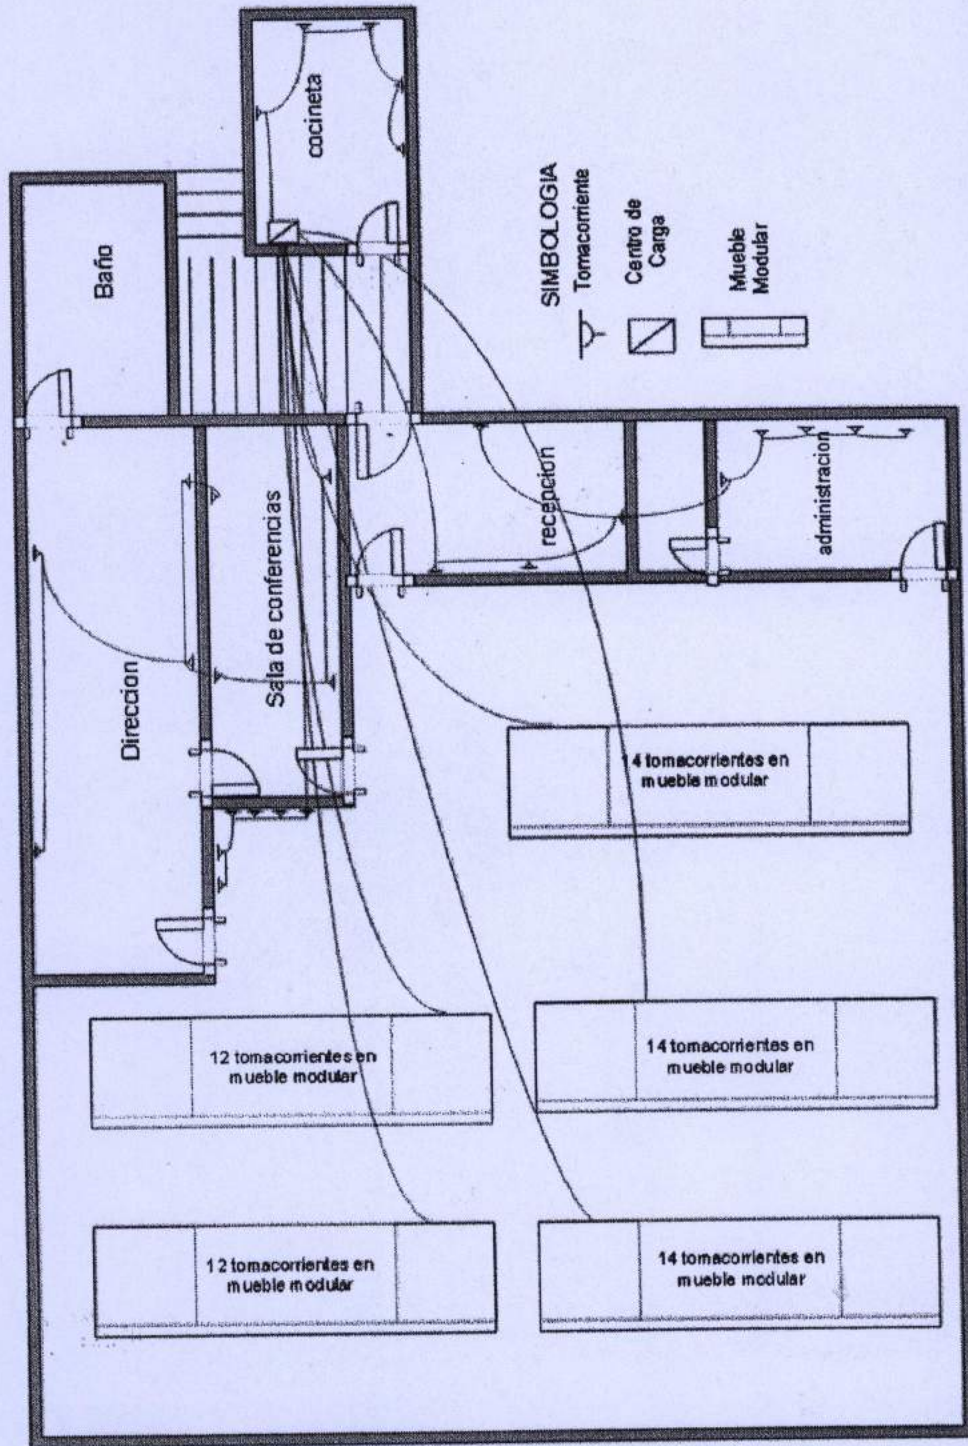 Baño
cocineta
Direccion
Sala de conferencias
recepcion
administracion
SIMBOLOGIA
Tomacorriente
Centro de
Carga
Mueble
Modular
14 tomacorrientes en
mueble modular
12 tomacorrientes en
mueble modular
14 tomacorrientes en
mueble modular
12 tomacorrientes en
mueble modular
14 tomacorrientes en
mueble modular